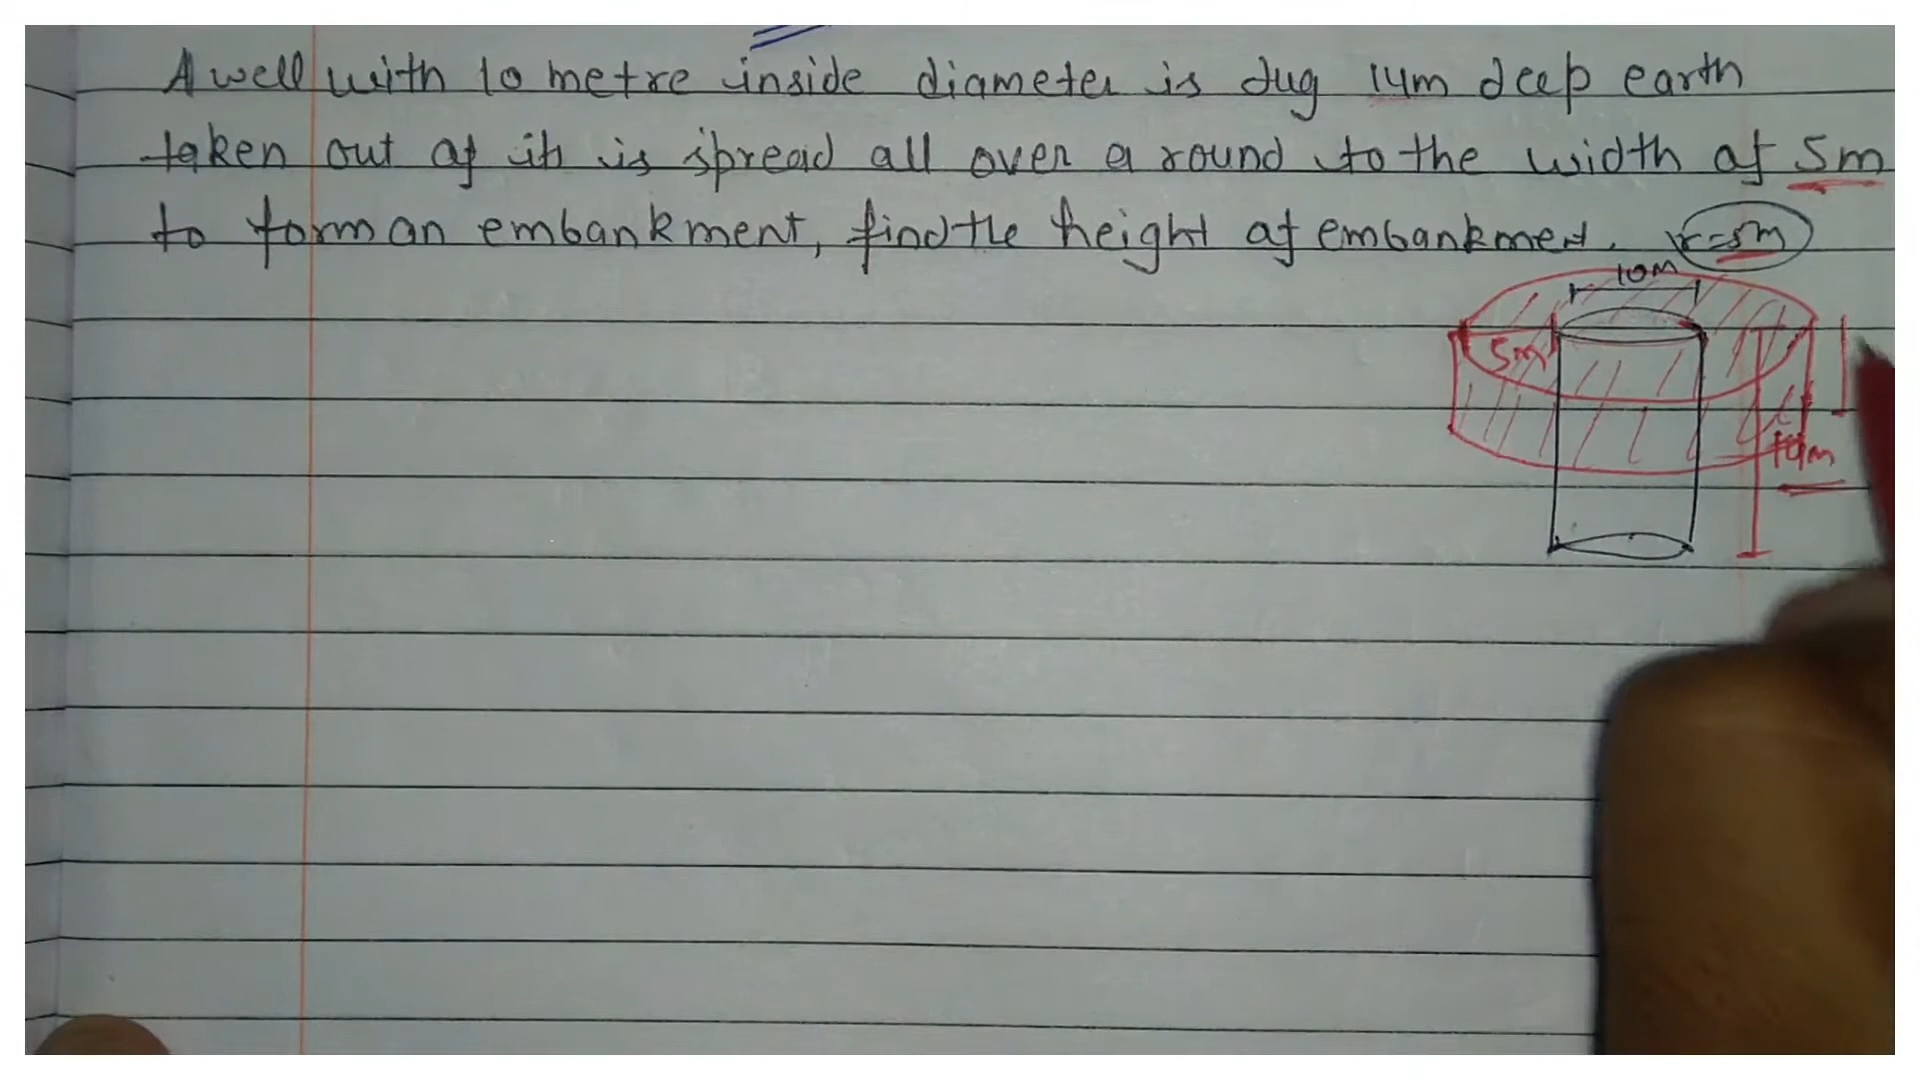 A well with 10 metre inside diameter is dug 14m deep earth
taken out of it is spread all over a round to the width of 5m
to form an embankment, find the height of embankment. r=5m
10m
5m
14m